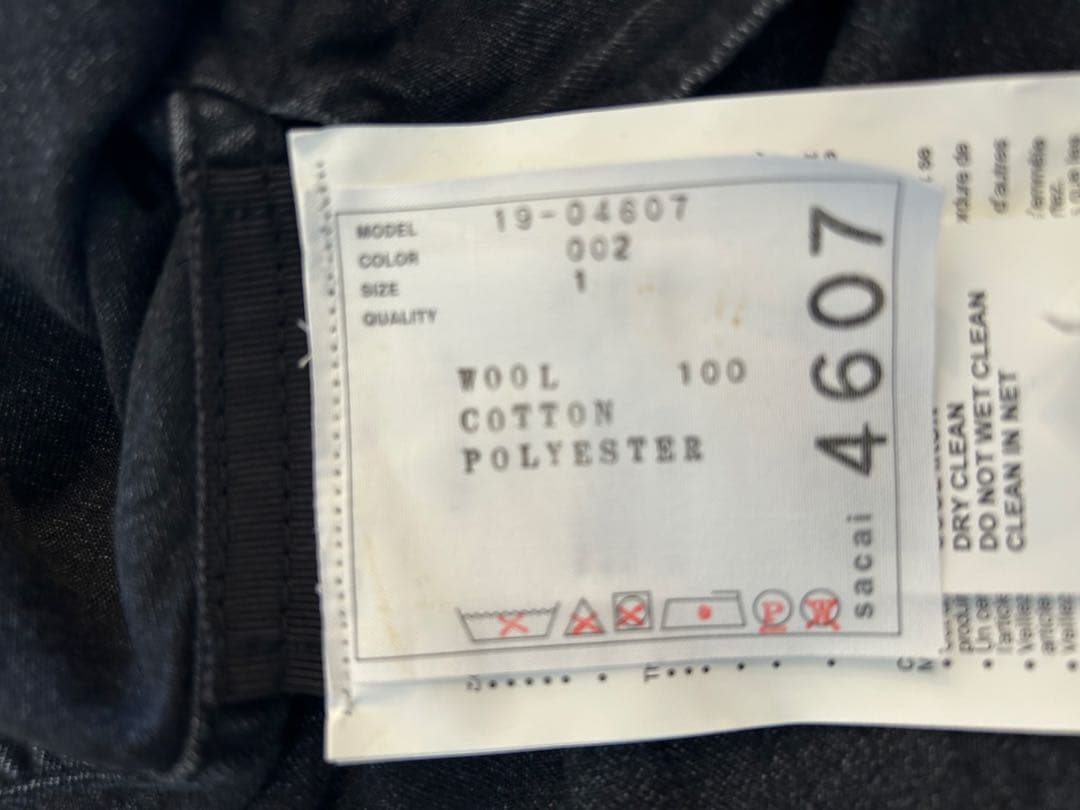 MODEL 19-04607
COLOR 002
SIZE 1
QUALITY
WOOL 100
COTTON
POLYESTER
sacai 4607
DRY CLEAN
DO NOT WET CLEAN
CLEAN IN NET
d'autres